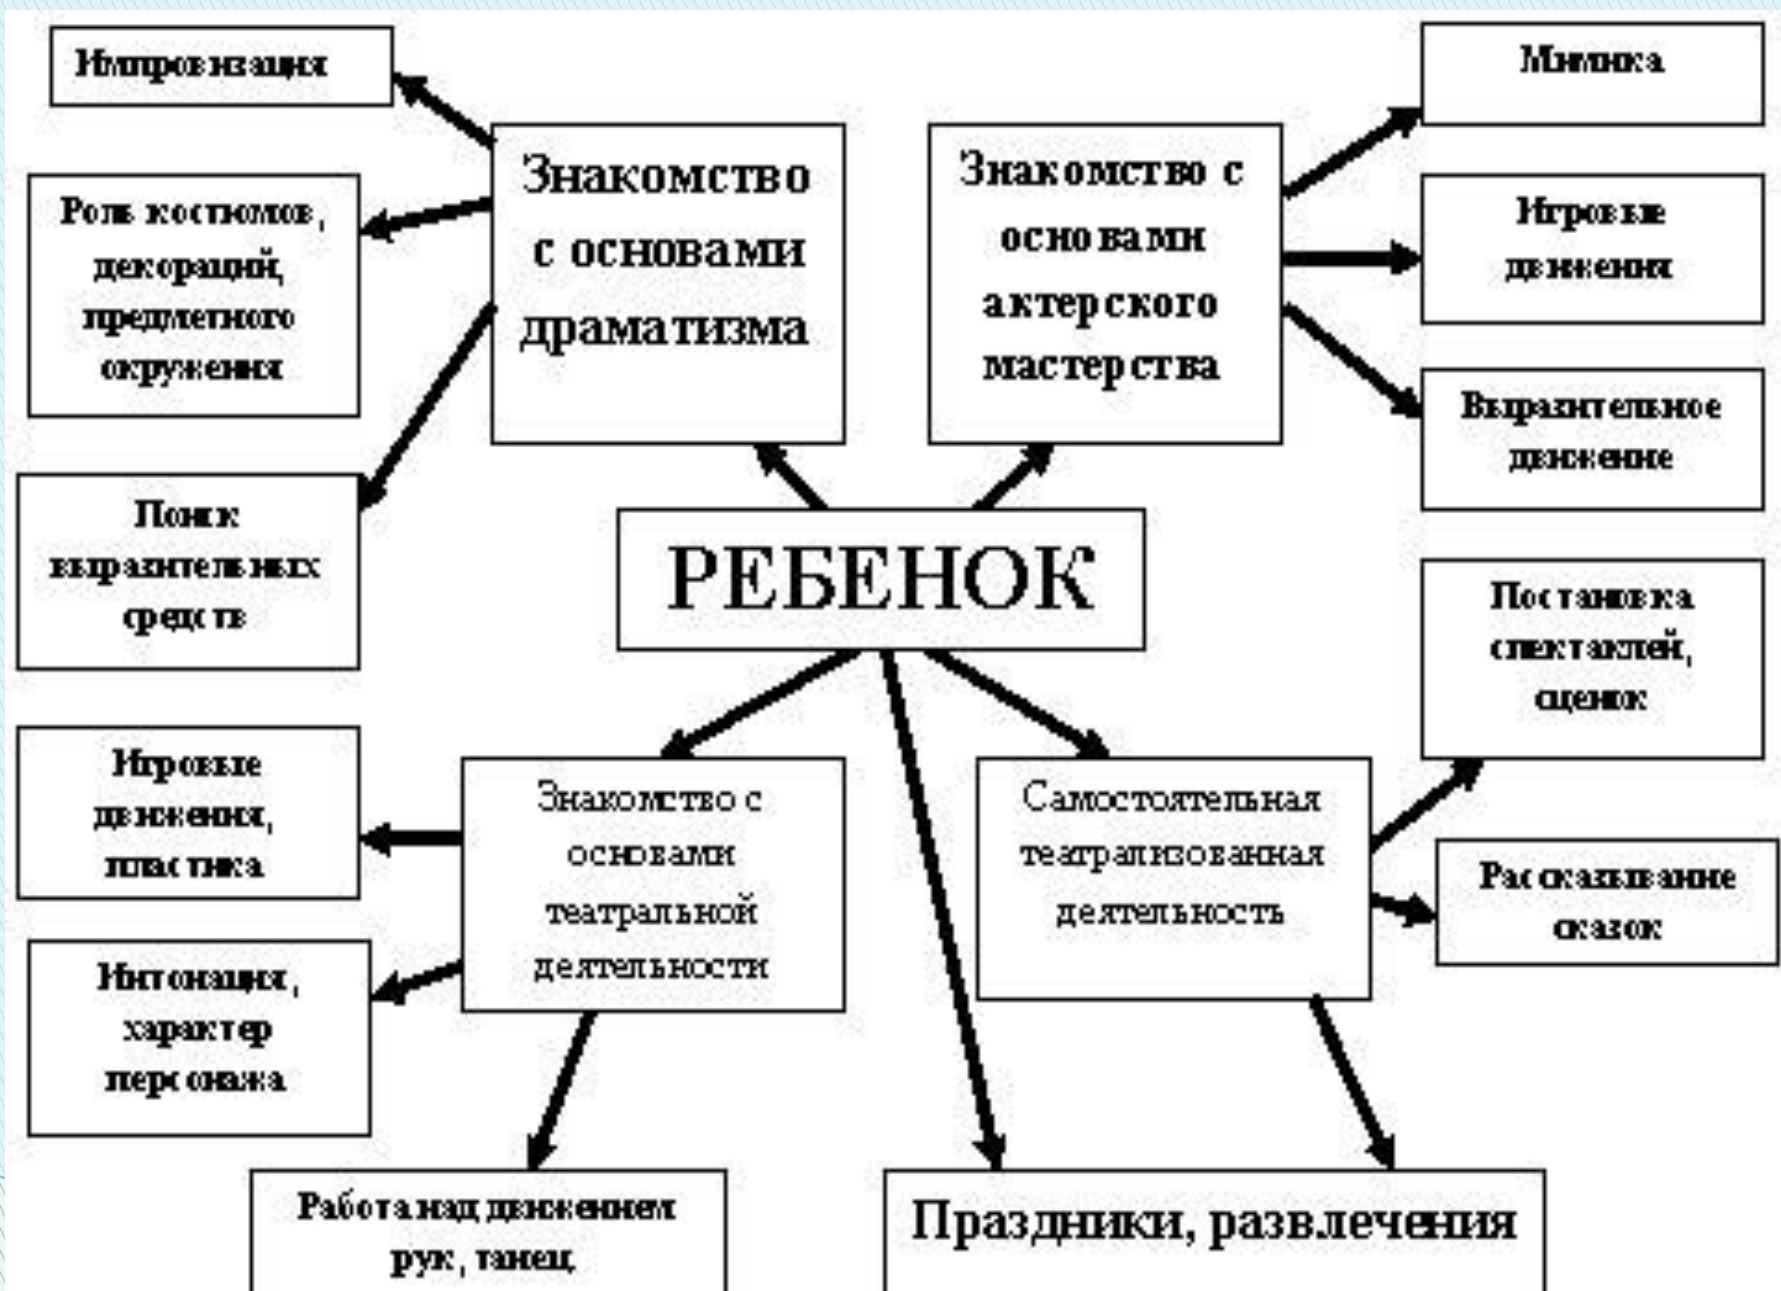 Импровизация
Роль костюмов,
декораций,
предметного
окружения
Поиск
выразительных
средств
Знакомство
с основами
драматизма
Знакомство с
основами
актерского
мастерства
Мимика
Игровые
движения
Выразительное
движение
РЕБЕНОК
Постановка
спектаклей,
сценок
Рассказывание
сказок
Игровые
движения,
пластика
Интонация,
характер
персонажа
Знакомство с
основами
театральной
деятельности
Самостоятельная
театрализованная
деятельность
Работа над движением
рук, танец.
Праздники, развлечения